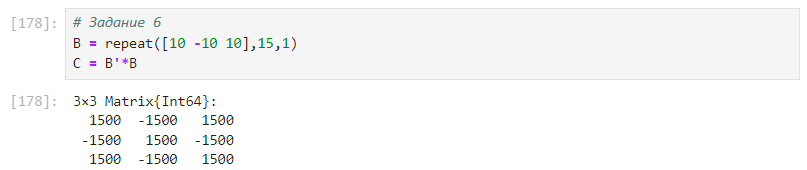 [178]: # Задание 6
B = repeat([10 -10 10],15,1)
C = B'*B
[178]: 3×3 Matrix{Int64}:
1500 -1500 1500
-1500 1500 -1500
1500 -1500 1500